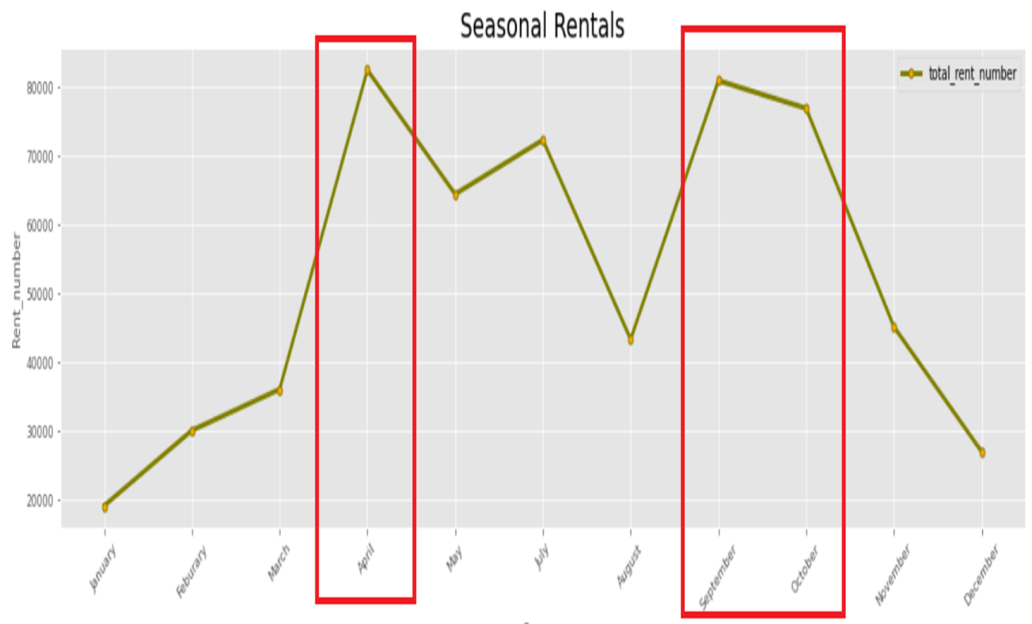 Seasonal Rentals
total_rent_number
80000
70000
60000
50000
40000
30000
20000
Rent_number
January
Feburary
March
April
May
July
August
September
October
November
December